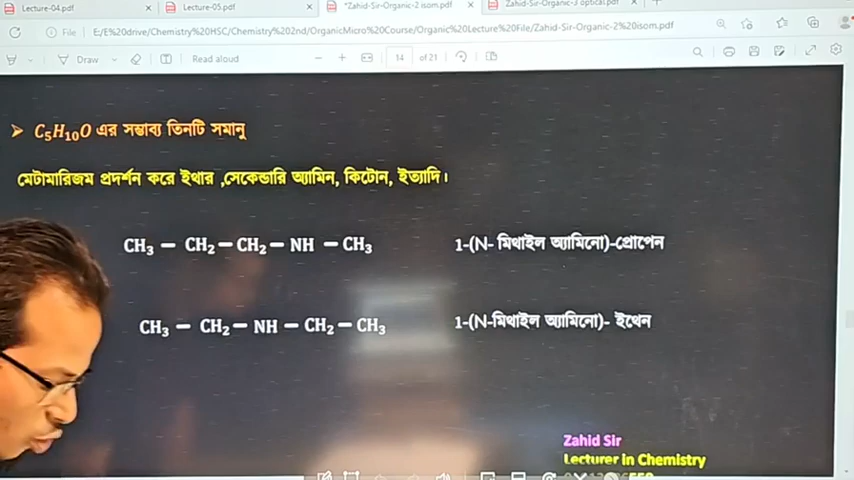 Lecture-04.pdf
Lecture-05.pdf
*Zahid-Sir-Organic-2 isom.pdf
Zahid-Sir-Organic-3 optical.pdf
File E:/E%20drive/Chemistry%20HSC/Chemistry%202nd/OrganicMicro%20Course/Organic%20Lecture%20File/Zahid-Sir-Organic-2%20isom.pdf
Draw Read aloud 14 of 21
➤ C₅H₁₀O এর সম্ভাব্য তিনটি সমানু
মেটামারিজম প্রদর্শন করে ইথার ,সেকেন্ডারি অ্যামিন, কিটোন, ইত্যাদি।
CH₃ – CH₂ – CH₂ – NH – CH₃ 1-(N- মিথাইল অ্যামিনো)-প্রোপেন
CH₃ – CH₂ – NH – CH₂ – CH₃ 1-(N-মিথাইল অ্যামিনো)- ইথেন
Zahid Sir
Lecturer in Chemistry